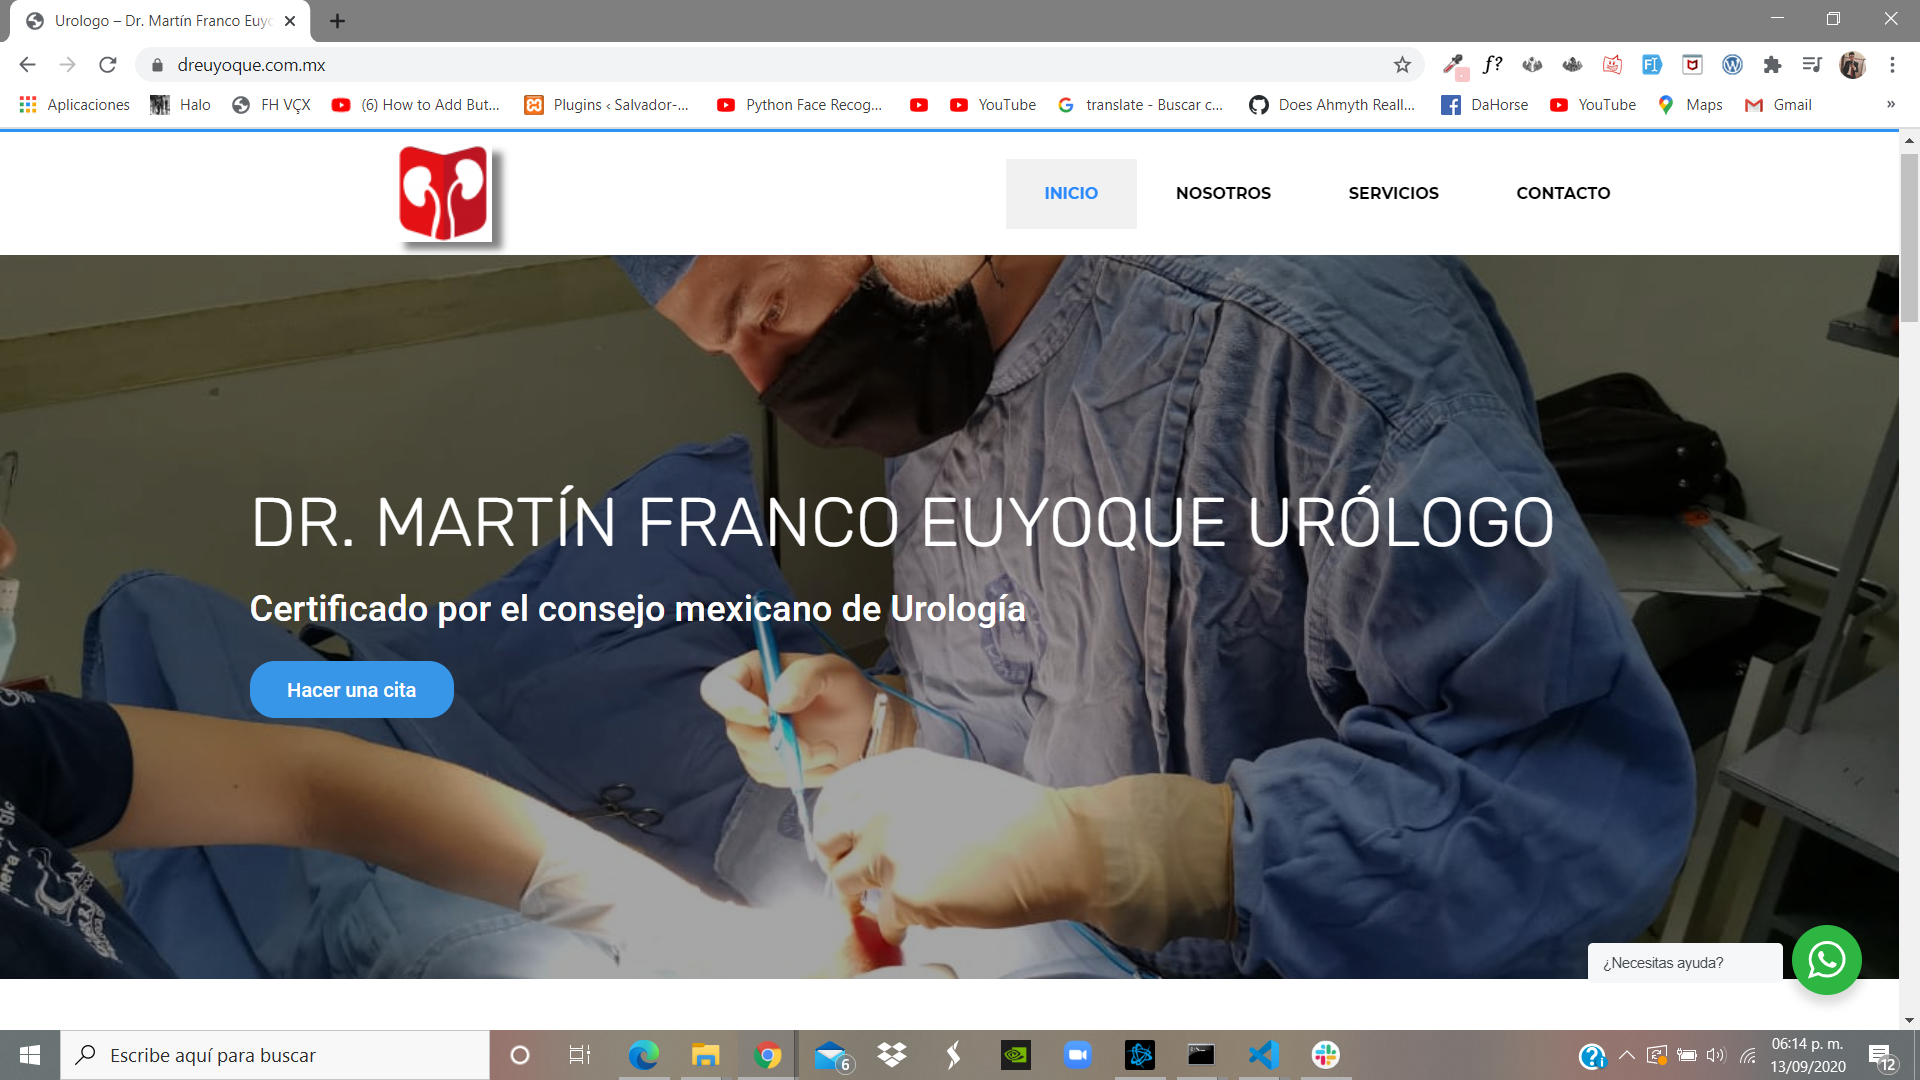 Urologo – Dr. Martín Franco Euyo
dreuyoque.com.mx
f?
Aplicaciones
Halo
FH VÇX
(6) How to Add But...
Plugins ‹ Salvador-...
Python Face Recog...
YouTube
translate - Buscar c...
Does Ahmyth Reall...
DaHorse
YouTube
Maps
Gmail
»
INICIO
NOSOTROS
SERVICIOS
CONTACTO
DR. MARTÍN FRANCO EUYOQUE URÓLOGO
Certificado por el consejo mexicano de Urología
Hacer una cita
¿Necesitas ayuda?
Escribe aquí para buscar
6
06:14 p. m.
13/09/2020
12